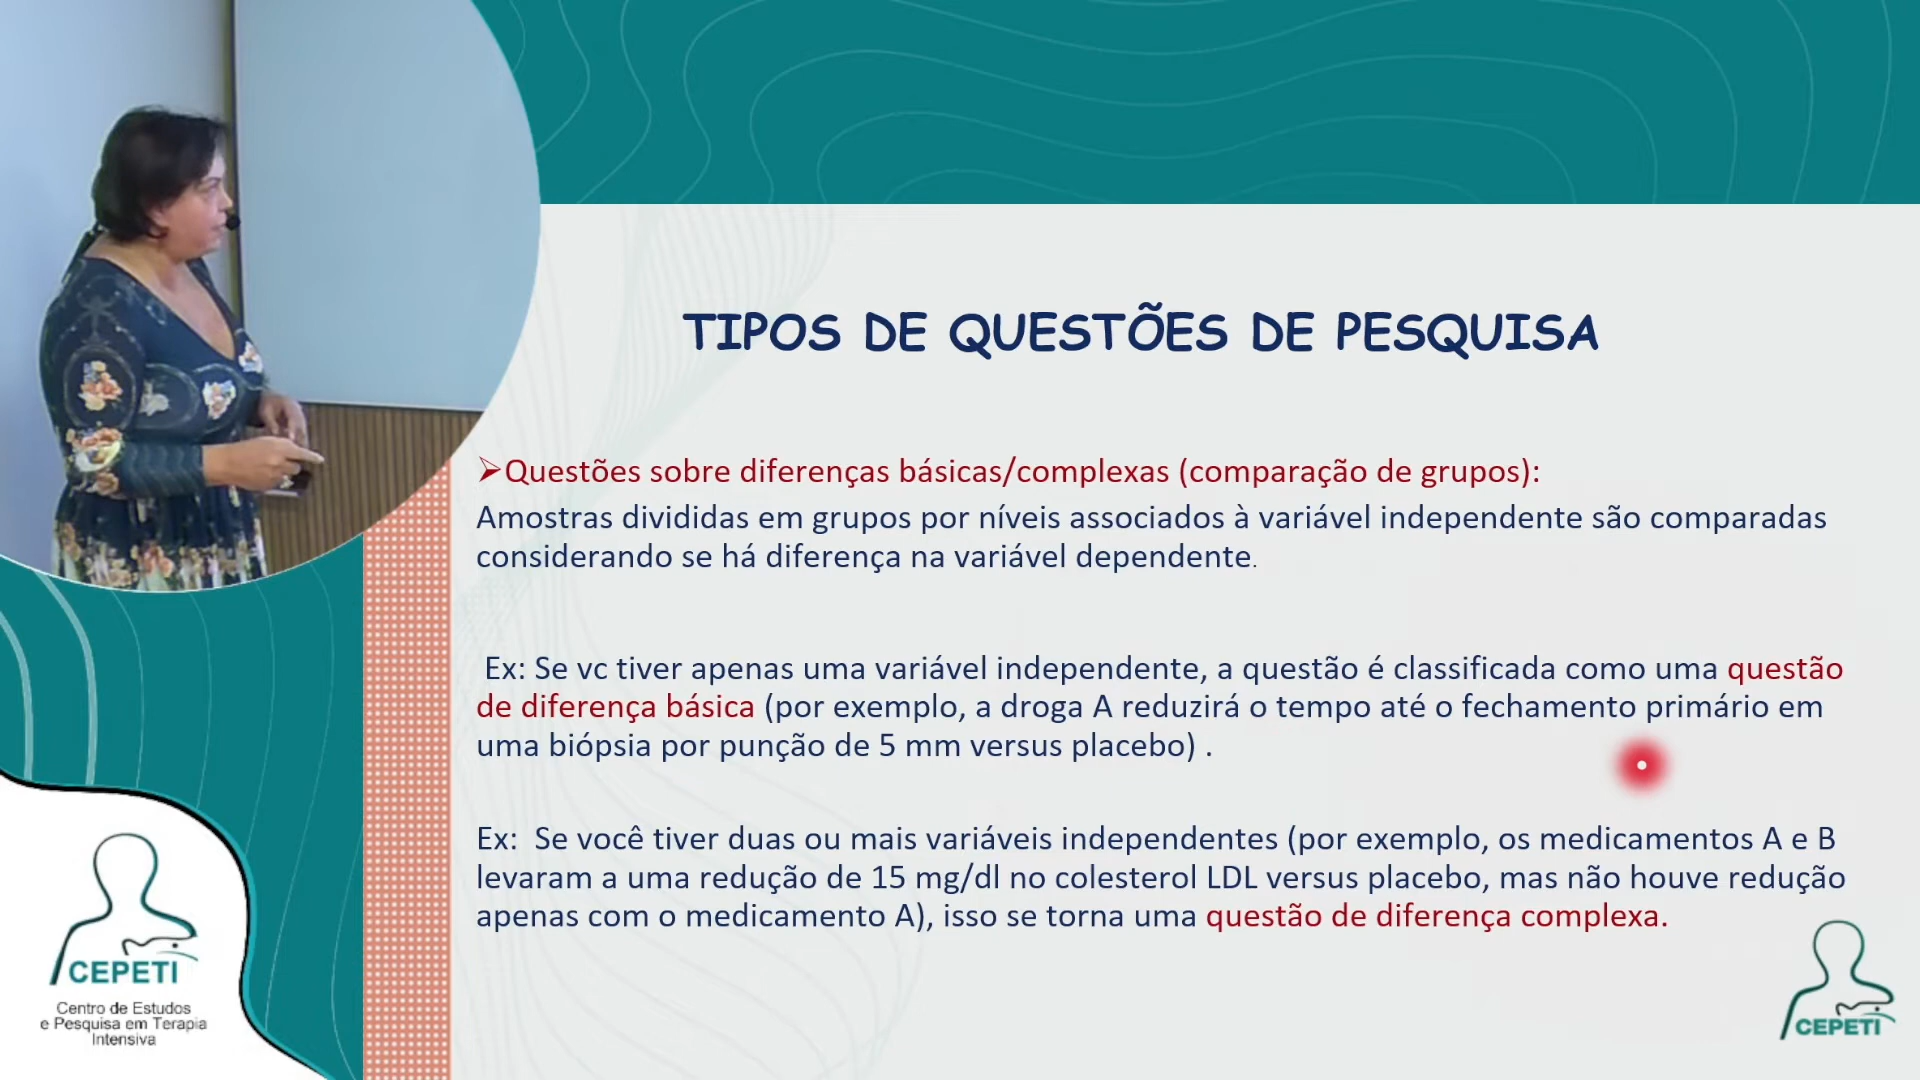 TIPOS DE QUESTÕES DE PESQUISA
➢Questões sobre diferenças básicas/complexas (comparação de grupos):
Amostras divididas em grupos por níveis associados à variável independente são comparadas
considerando se há diferença na variável dependente.
Ex: Se vc tiver apenas uma variável independente, a questão é classificada como uma questão
de diferença básica (por exemplo, a droga A reduzirá o tempo até o fechamento primário em
uma biópsia por punção de 5 mm versus placebo) .
Ex: Se você tiver duas ou mais variáveis independentes (por exemplo, os medicamentos A e B
levaram a uma redução de 15 mg/dl no colesterol LDL versus placebo, mas não houve redução
apenas com o medicamento A), isso se torna uma questão de diferença complexa.
CEPETI
Centro de Estudos
e Pesquisa em Terapia
Intensiva
CEPETI